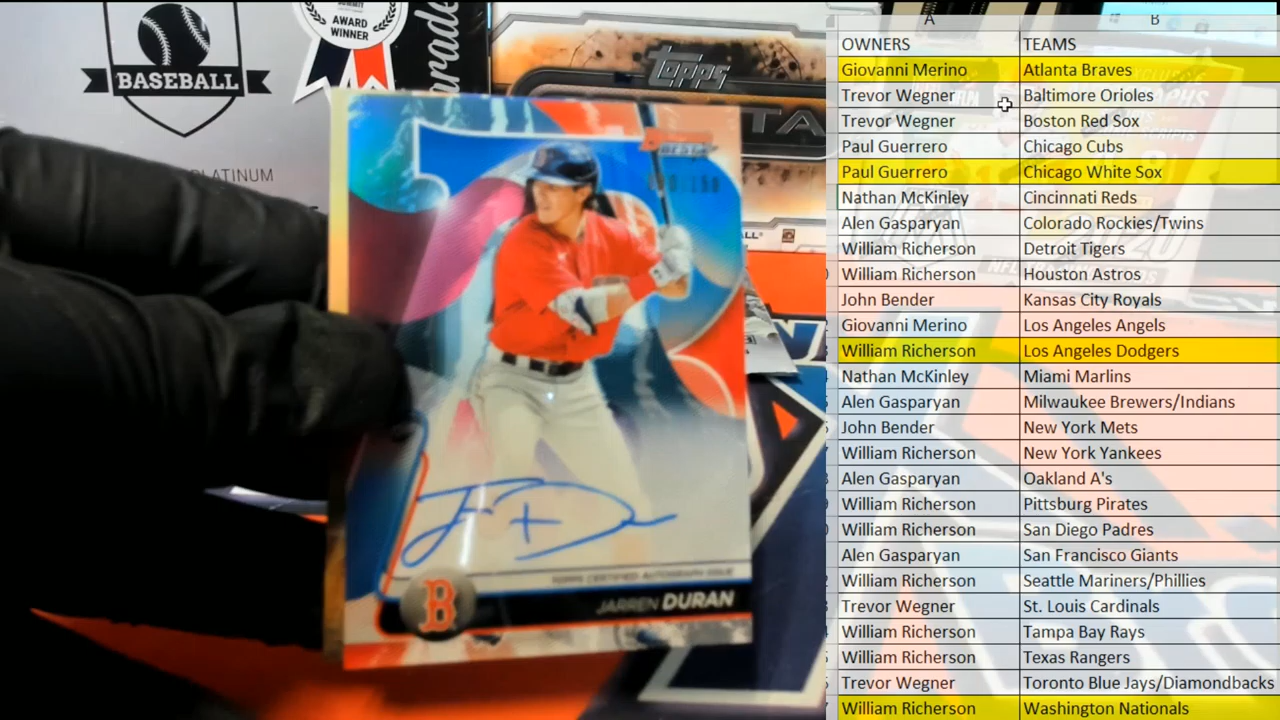 AWARD
WINNER
BASEBALL
PLATINUM
TOPPS
TOPPS CERTIFIED AUTOGRAPH ISSUE
JARREN DURAN
B
A B
OWNERS TEAMS
Giovanni Merino Atlanta Braves
Trevor Wegner Baltimore Orioles
Trevor Wegner Boston Red Sox
Paul Guerrero Chicago Cubs
Paul Guerrero Chicago White Sox
Nathan McKinley Cincinnati Reds
Alen Gasparyan Colorado Rockies/Twins
William Richerson Detroit Tigers
William Richerson Houston Astros
John Bender Kansas City Royals
Giovanni Merino Los Angeles Angels
William Richerson Los Angeles Dodgers
Nathan McKinley Miami Marlins
Alen Gasparyan Milwaukee Brewers/Indians
John Bender New York Mets
William Richerson New York Yankees
Alen Gasparyan Oakland A's
William Richerson Pittsburg Pirates
William Richerson San Diego Padres
Alen Gasparyan San Francisco Giants
William Richerson Seattle Mariners/Phillies
Trevor Wegner St. Louis Cardinals
William Richerson Tampa Bay Rays
William Richerson Texas Rangers
Trevor Wegner Toronto Blue Jays/Diamondbacks
William Richerson Washington Nationals